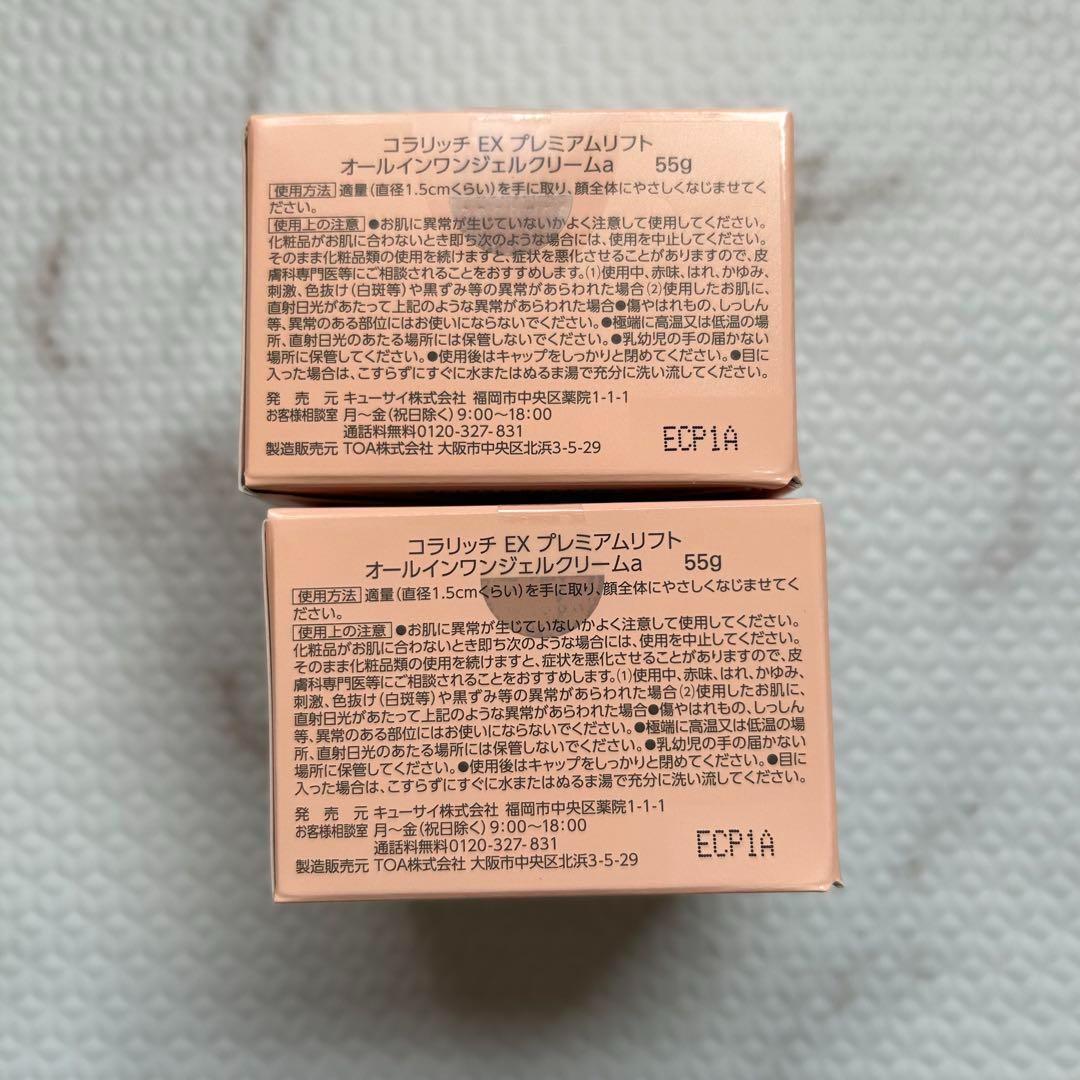 コラリッチ EX プレミアムリフト
オールインワンジェルクリームa 55g
使用方法 適量(直径1.5cmくらい)を手に取り、顔全体にやさしくなじませてく
ださい。
使用上の注意 ●お肌に異常が生じていないかよく注意して使用してください。
化粧品がお肌に合わないとき即ち次のような場合には、使用を中止してください。
そのまま化粧品類の使用を続けますと、症状を悪化させることがありますので、皮
膚科専門医等にご相談されることをおすすめします。(1)使用中、赤味、はれ、かゆみ、
刺激、色抜け(白斑等)や黒ずみ等の異常があらわれた場合(2)使用したお肌に、
直射日光があたって上記のような異常があらわれた場合●傷やはれもの、しっしん
等、異常のある部位にはお使いにならないでください。●極端に高温又は低温の場
所、直射日光のあたる場所には保管しないでください。●乳幼児の手の届かない
場所に保管してください。●使用後はキャップをしっかりと閉めてください。●目に
入った場合は、こすらずにすぐに水またはぬるま湯で充分に洗い流してください。
発売元 キューサイ株式会社 福岡市中央区薬院1-1-1
お客様相談室 月〜金(祝日除く)9:00〜18:00
通話料無料0120-327-831
製造販売元 TOA株式会社 大阪市中央区北浜3-5-29
ECP1A
コラリッチ EX プレミアムリフト
オールインワンジェルクリームa 55g
使用方法 適量(直径1.5cmくらい)を手に取り、顔全体にやさしくなじませてく
ださい。
使用上の注意 ●お肌に異常が生じていないかよく注意して使用してください。
化粧品がお肌に合わないとき即ち次のような場合には、使用を中止してください。
そのまま化粧品類の使用を続けますと、症状を悪化させることがありますので、皮
膚科専門医等にご相談されることをおすすめします。(1)使用中、赤味、はれ、かゆみ、
刺激、色抜け(白斑等)や黒ずみ等の異常があらわれた場合(2)使用したお肌に、
直射日光があたって上記のような異常があらわれた場合●傷やはれもの、しっしん
等、異常のある部位にはお使いにならないでください。●極端に高温又は低温の場
所、直射日光のあたる場所には保管しないでください。●乳幼児の手の届かない
場所に保管してください。●使用後はキャップをしっかりと閉めてください。●目に
入った場合は、こすらずにすぐに水またはぬるま湯で充分に洗い流してください。
発売元 キューサイ株式会社 福岡市中央区薬院1-1-1
お客様相談室 月〜金(祝日除く)9:00〜18:00
通話料無料0120-327-831
製造販売元 TOA株式会社 大阪市中央区北浜3-5-29
ECP1A